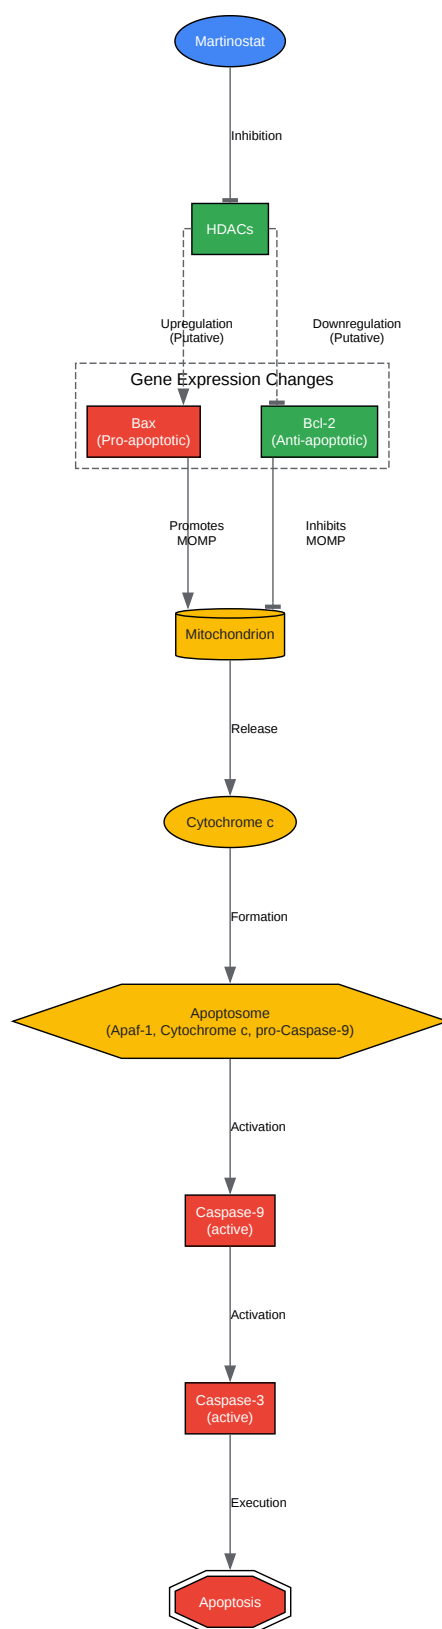 Martinostat
Inhibition
HDACs
Upregulation
(Putative)
Downregulation
(Putative)
Gene Expression Changes
Bax
(Pro-apoptotic)
Bcl-2
(Anti-apoptotic)
Promotes
MOMP
Inhibits
MOMP
Mitochondrion
Release
Cytochrome c
Formation
Apoptosome
(Apaf-1, Cytochrome c, pro-Caspase-9)
Activation
Caspase-9
(active)
Activation
Caspase-3
(active)
Execution
Apoptosis